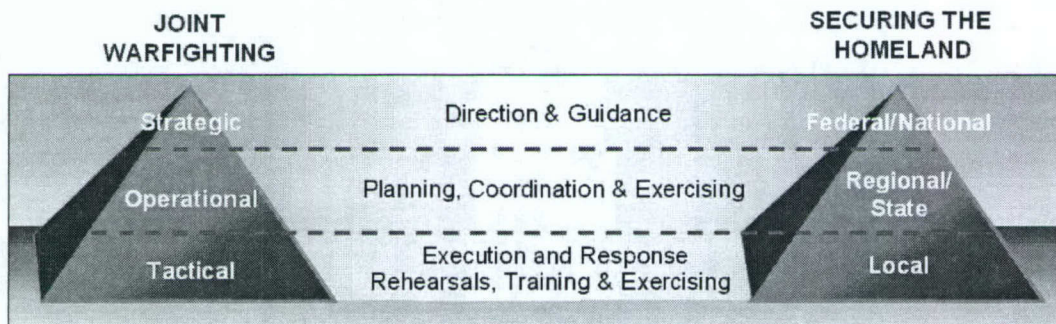 JOINT
WARFIGHTING
SECURING THE
HOMELAND
Strategic
Direction & Guidance
Federal/National
Operational
Planning, Coordination & Exercising
Regional/
State
Tactical
Execution and Response
Rehearsals, Training & Exercising
Local